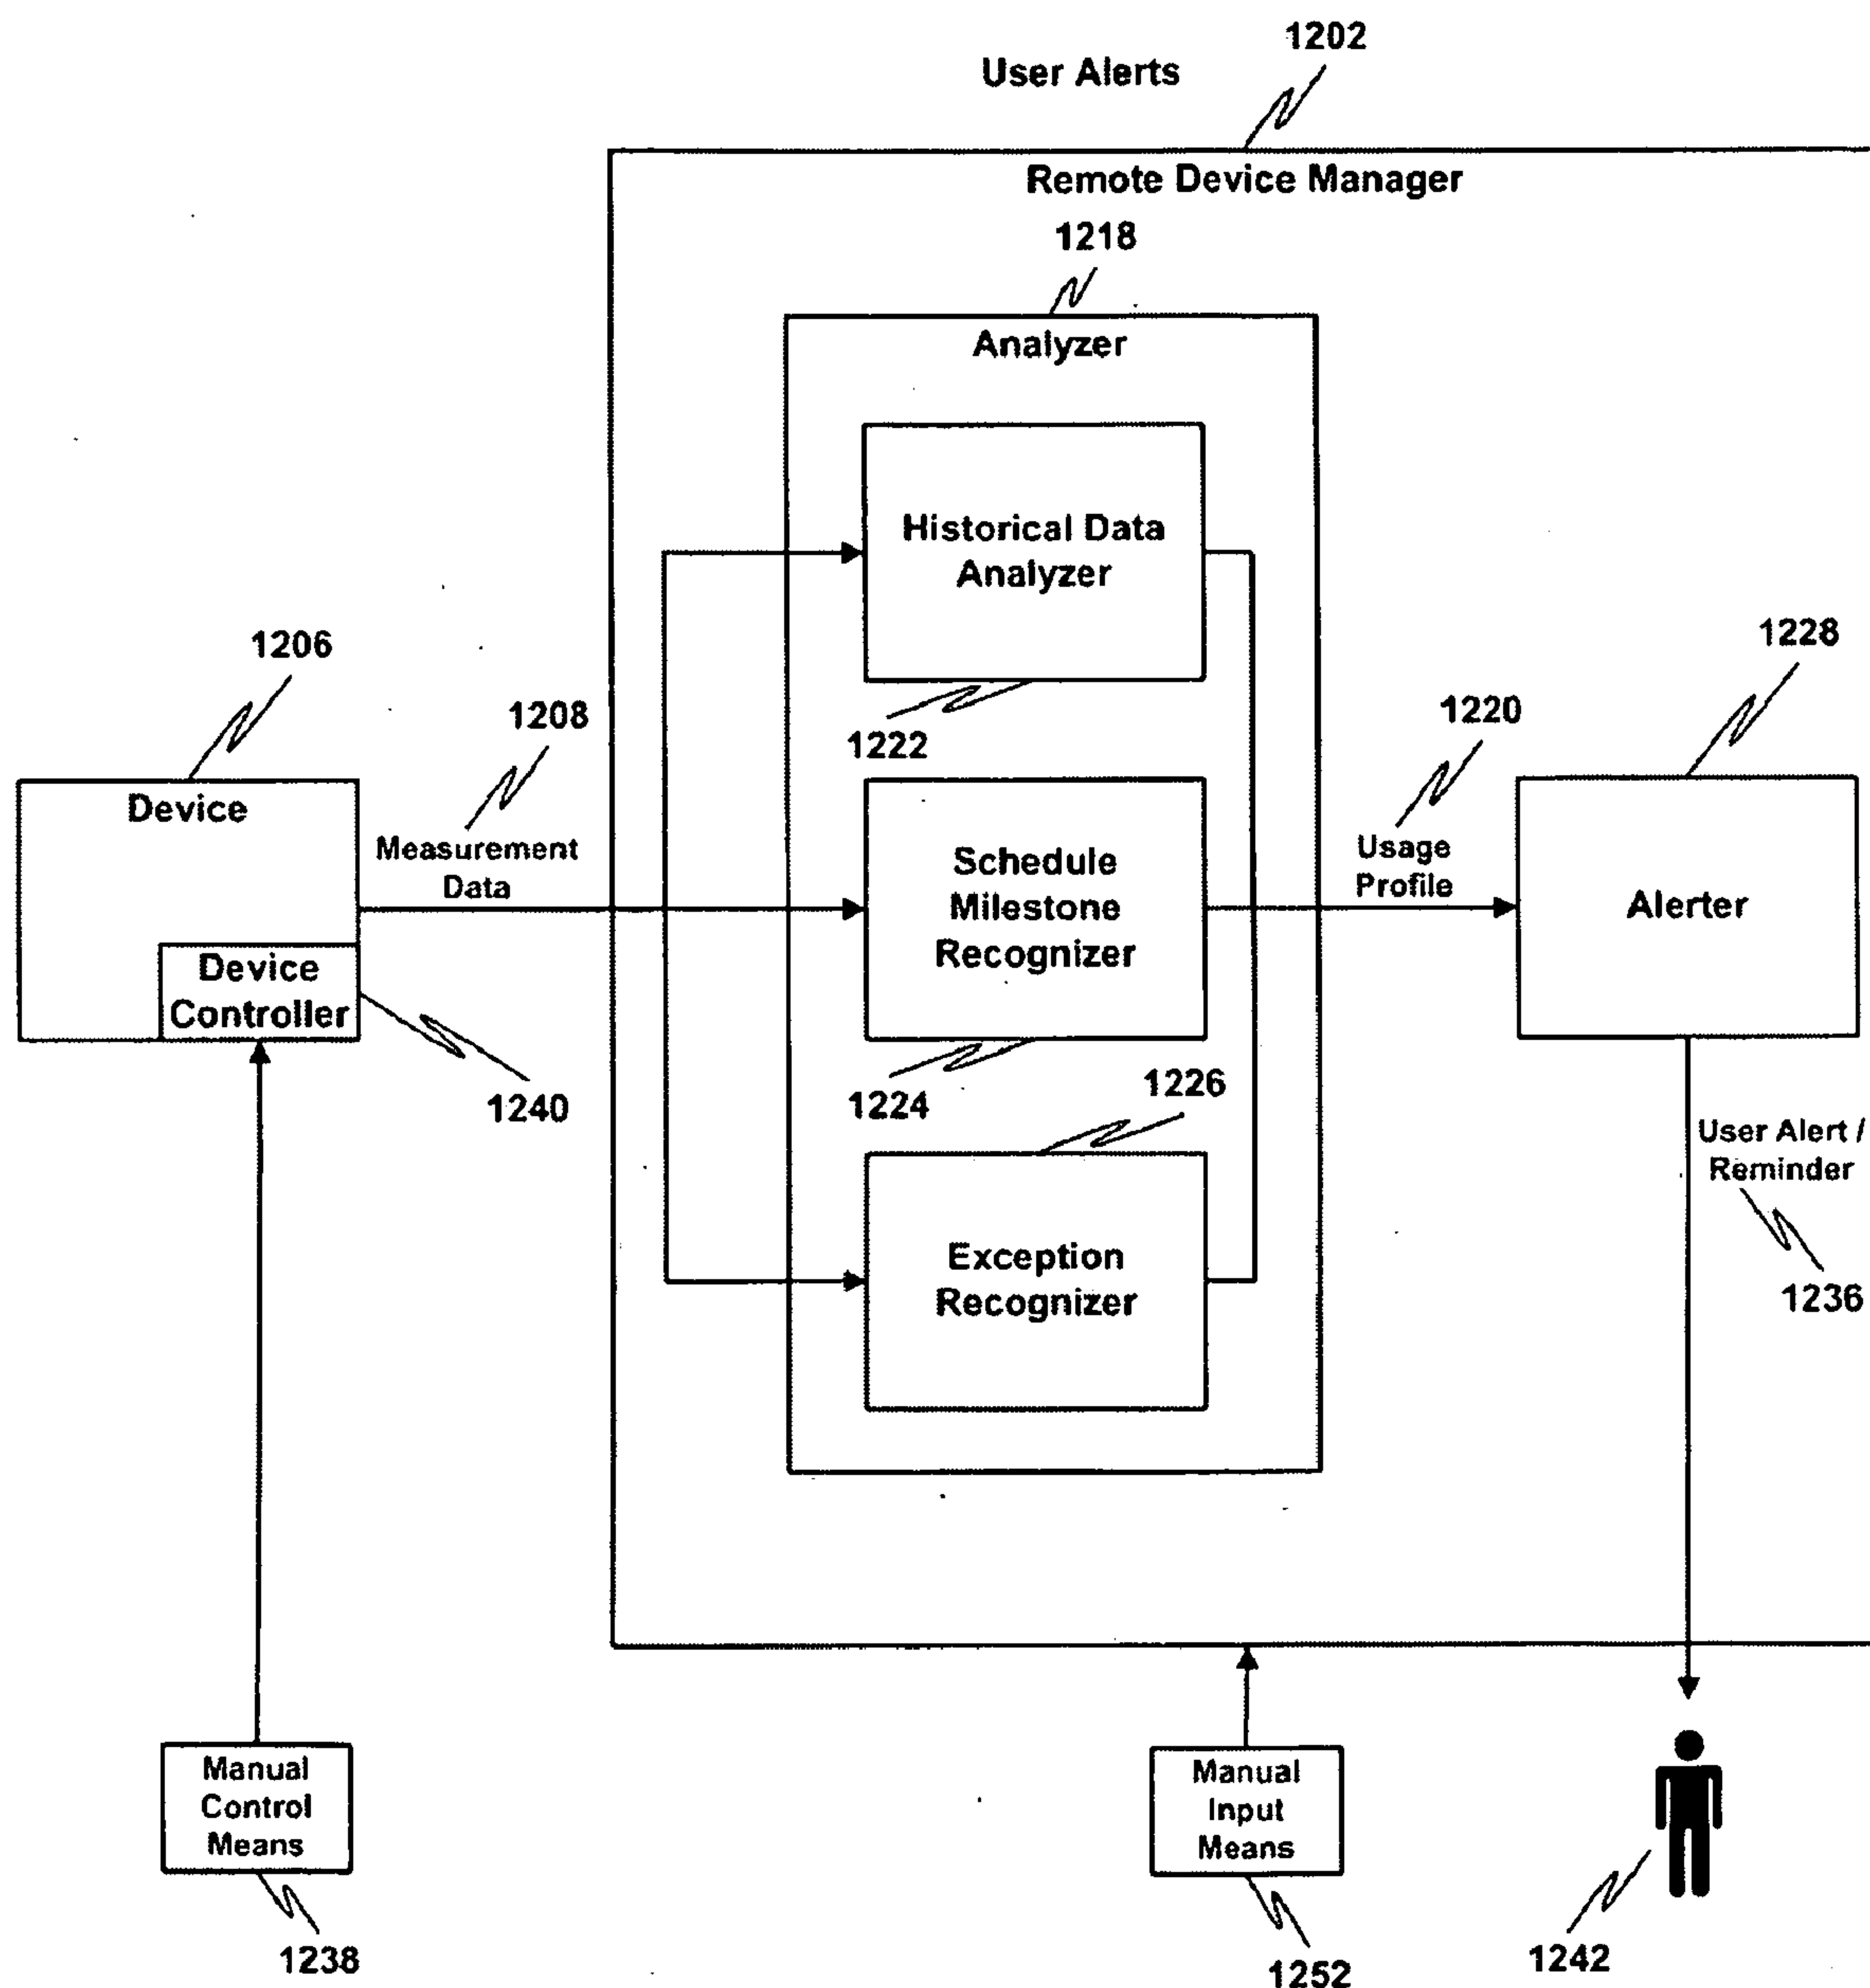 1202
User Alerts
Remote Device Manager
1218
Analyzer
Historical Data
Analyzer
1206
1228
1208
1220
1222
Device
Measurement
Data
Schedule
Milestone
Recognizer
Usage
Profile
Alerter
Device
Controller
1240
1224
1226
User Alert /
Reminder
Exception
Recognizer
1236
Manual
Control
Means
Manual
Input
Means
1238
1252
1242